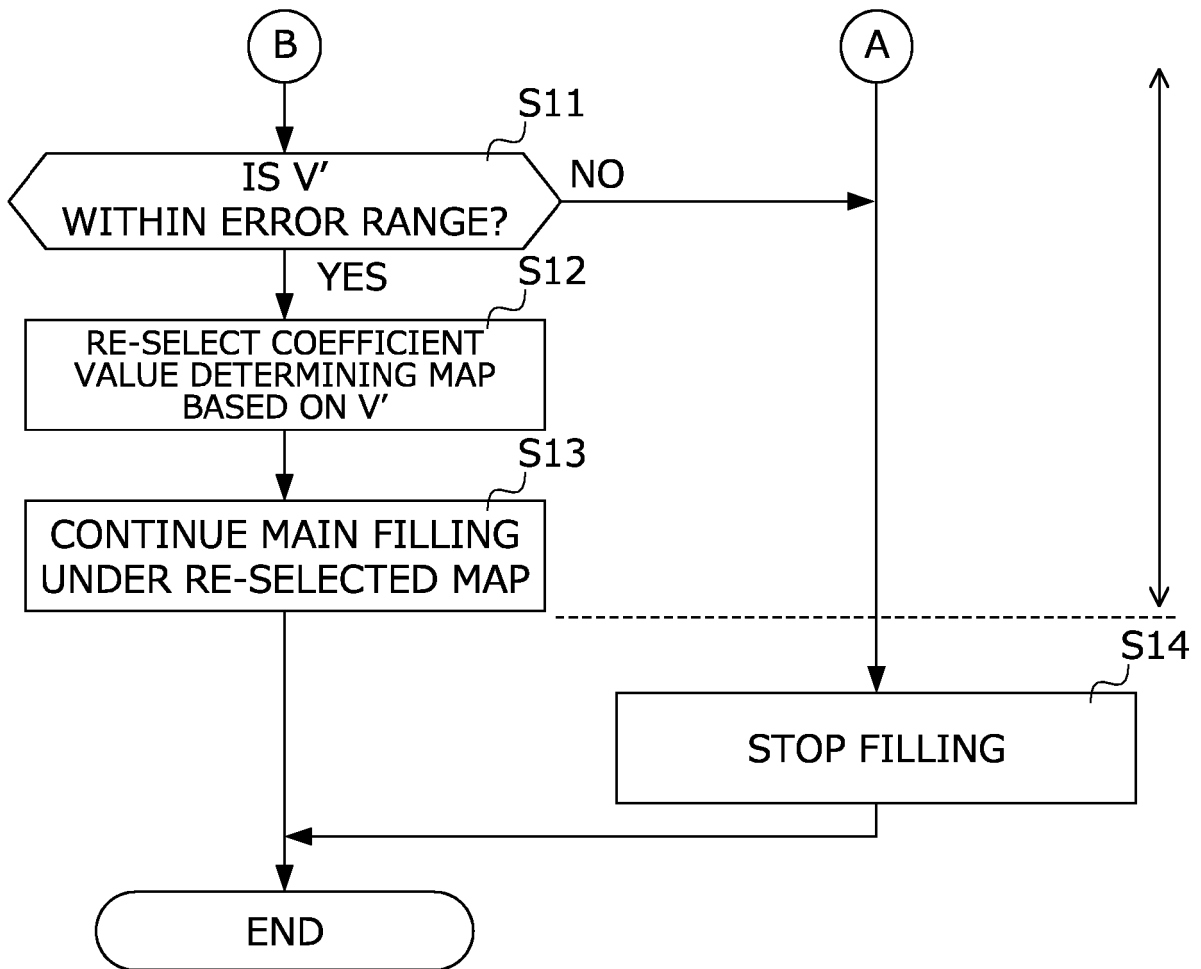 B
A
S11
IS V′
WITHIN ERROR RANGE?
NO
YES
S12
RE-SELECT COEFFICIENT
VALUE DETERMINING MAP
BASED ON V′
S13
CONTINUE MAIN FILLING
UNDER RE-SELECTED MAP
S14
STOP FILLING
END